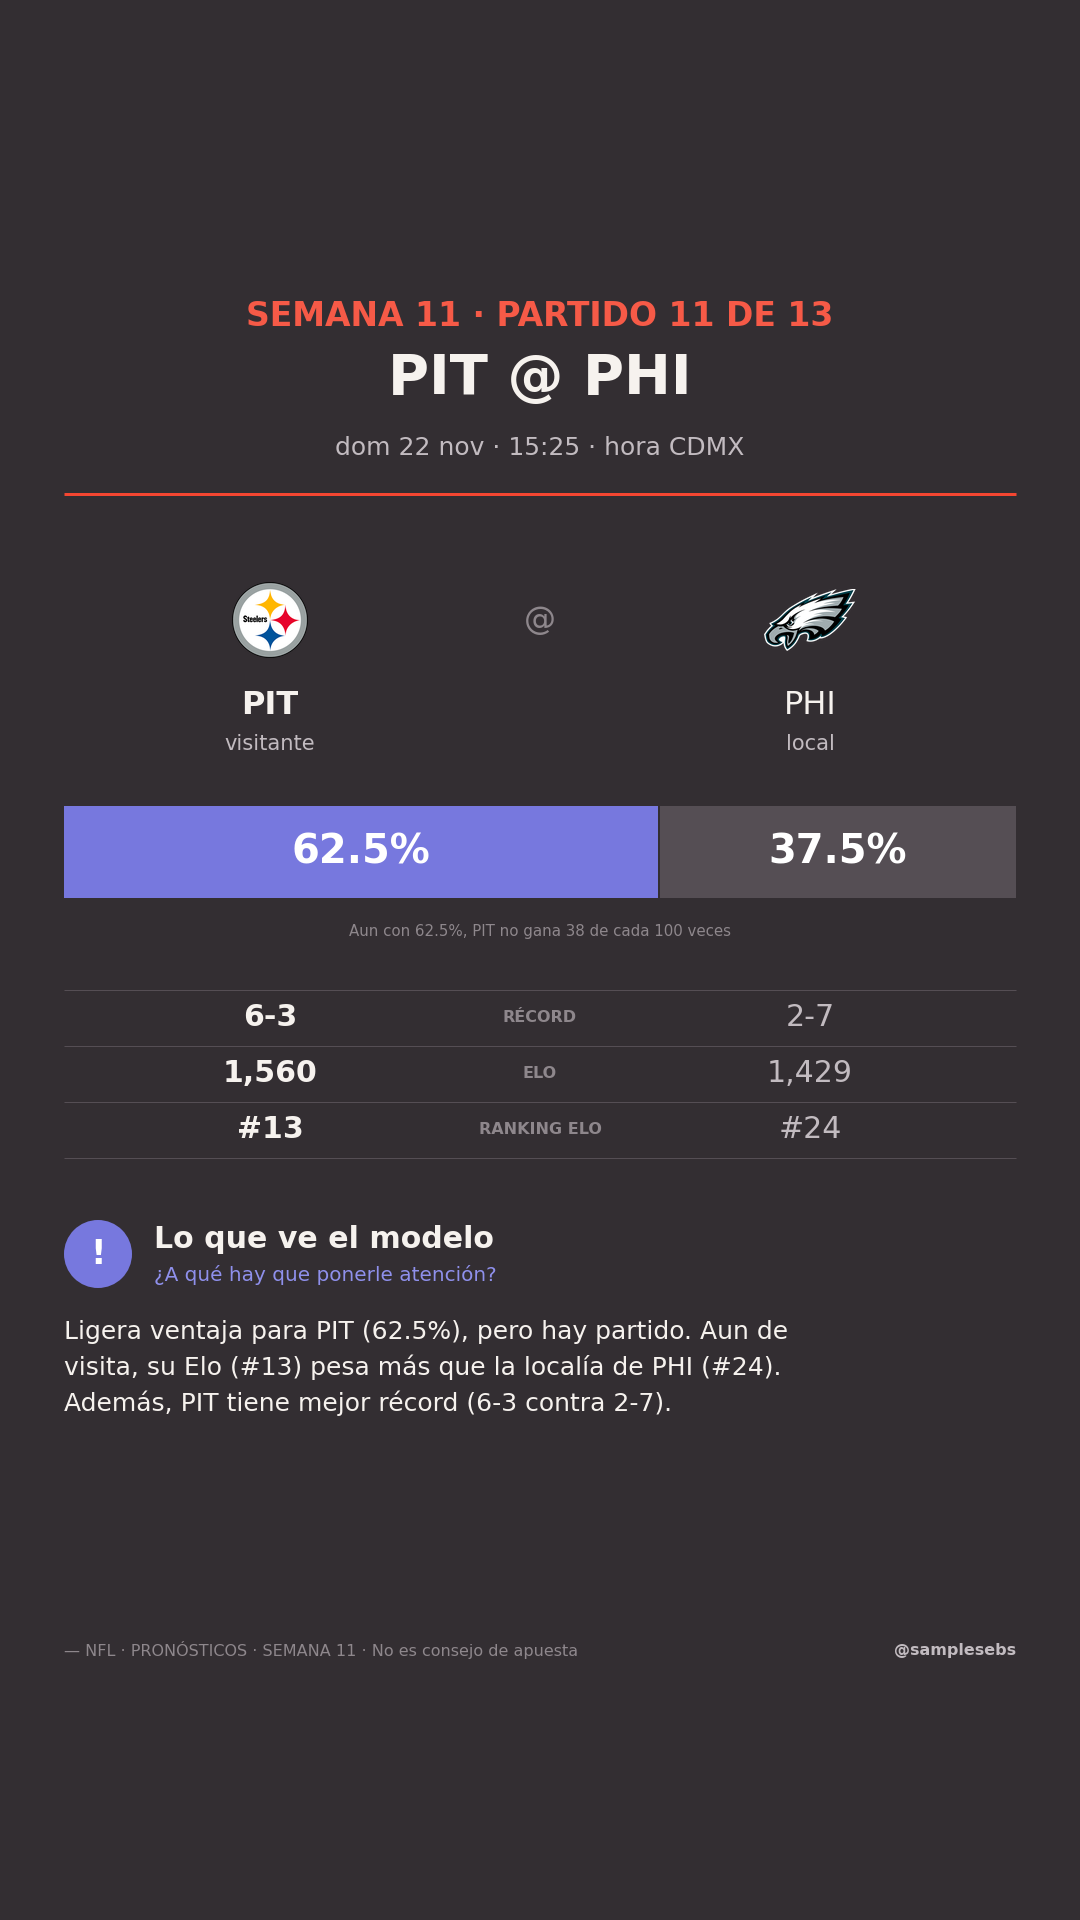 SEMANA 11 · PARTIDO 11 DE 13
PIT @ PHI
dom 22 nov · 15:25 · hora CDMX
Steelers
@
PIT
PHI
visitante
local
62.5%
37.5%
Aun con 62.5%, PIT no gana 38 de cada 100 veces
6-3 RÉCORD 2-7
1,560 ELO 1,429
#13 RANKING ELO #24
!
Lo que ve el modelo
¿A qué hay que ponerle atención?
Ligera ventaja para PIT (62.5%), pero hay partido. Aun de
visita, su Elo (#13) pesa más que la localía de PHI (#24).
Además, PIT tiene mejor récord (6-3 contra 2-7).
— NFL · PRONÓSTICOS · SEMANA 11 · No es consejo de apuesta
@samplesebs